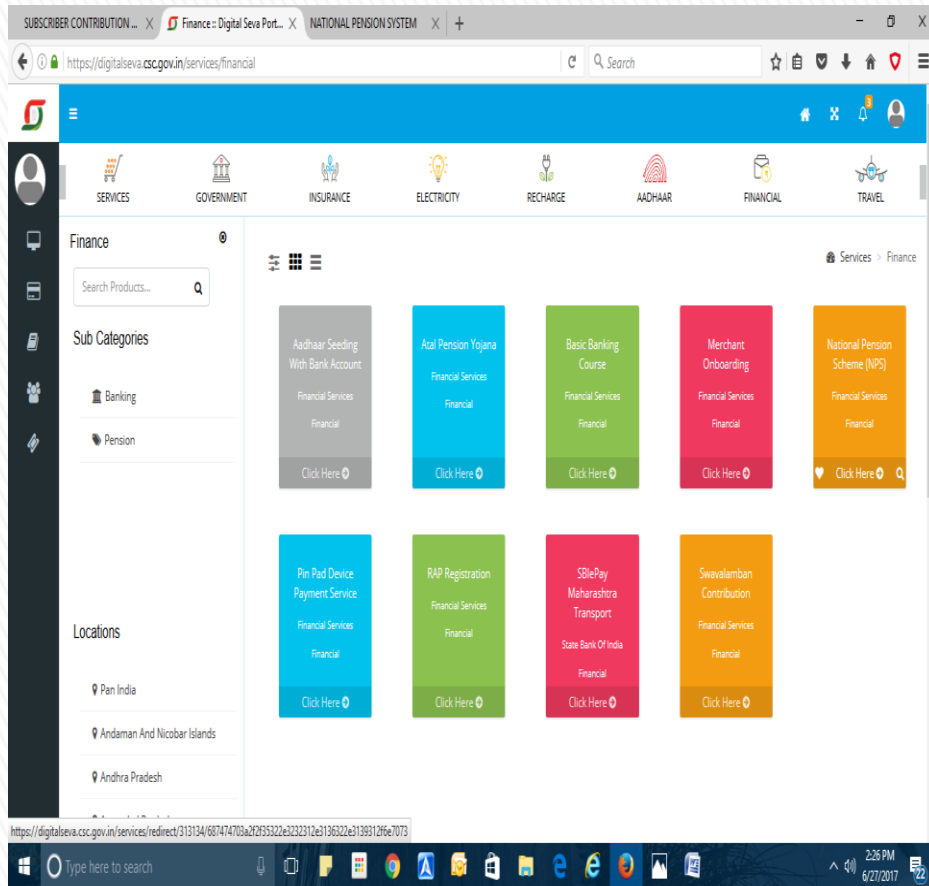 SUBSCRIBER CONTRIBUTION ...
Finance :: Digital Seva Port...
NATIONAL PENSION SYSTEM
https://digitalseva.csc.gov.in/services/financial
Search
3
SERVICES
GOVERNMENT
INSURANCE
ELECTRICITY
RECHARGE
AADHAAR
FINANCIAL
TRAVEL
Finance
Services > Finance
Search Products...
Sub Categories
Banking
Pension
Aadhaar Seeding
With Bank Account
Financial Services
Financial
Click Here
Atal Pension Yojana
Financial Services
Financial
Click Here
Basic Banking
Course
Financial Services
Financial
Click Here
Merchant
Onboarding
Financial Services
Financial
Click Here
National Pension
Scheme (NPS)
Financial Services
Financial
Click Here
Pin Pad Device
Payment Service
Financial Services
Financial
Click Here
RAP Registration
Financial Services
Financial
Click Here
SBIePay
Maharashtra
Transport
State Bank Of India
Financial
Click Here
Swavalamban
Contribution
Financial Services
Financial
Click Here
Locations
Pan India
Andaman And Nicobar Islands
Andhra Pradesh
https://digitalseva.csc.gov.in/services/redirect/313134/687474703a2f2f35322e3232312e3136322e3139312f6e7073
Type here to search
2:26 PM
6/27/2017
22